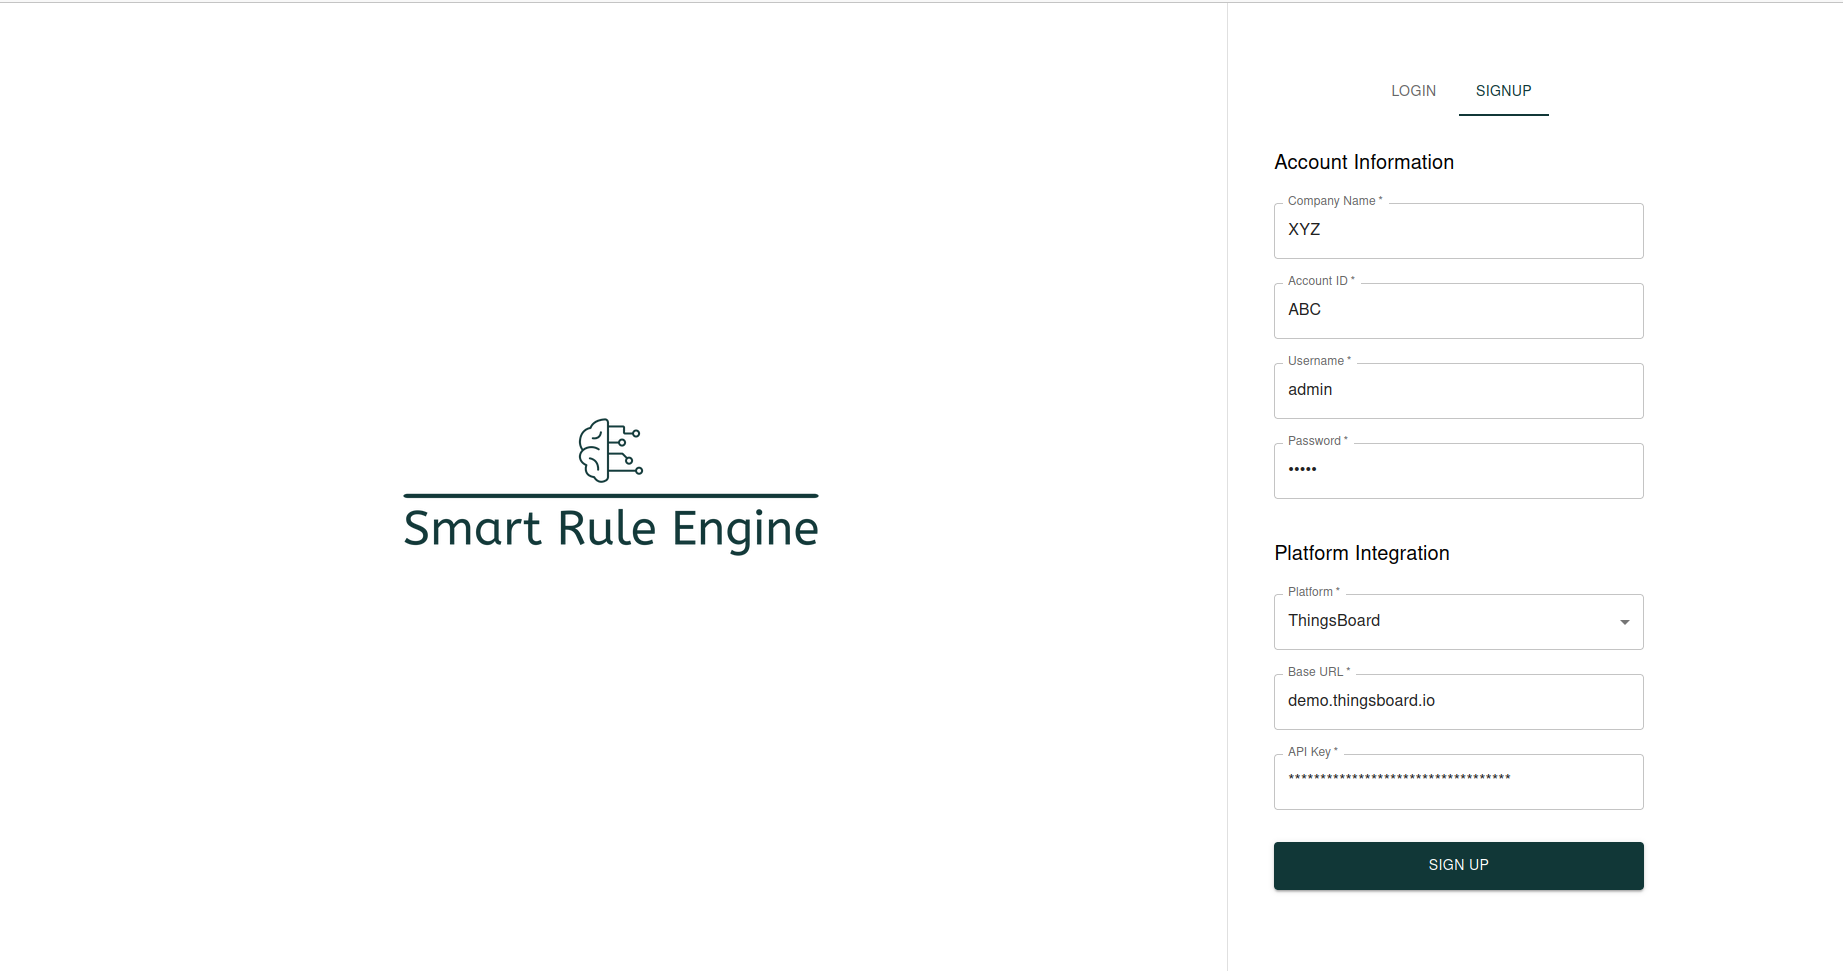 Smart Rule Engine
LOGIN SIGNUP
Account Information
Company Name *
XYZ
Account ID *
ABC
Username *
admin
Password *
•••••
Platform Integration
Platform *
ThingsBoard
Base URL *
demo.thingsboard.io
API Key *
***********************************
SIGN UP